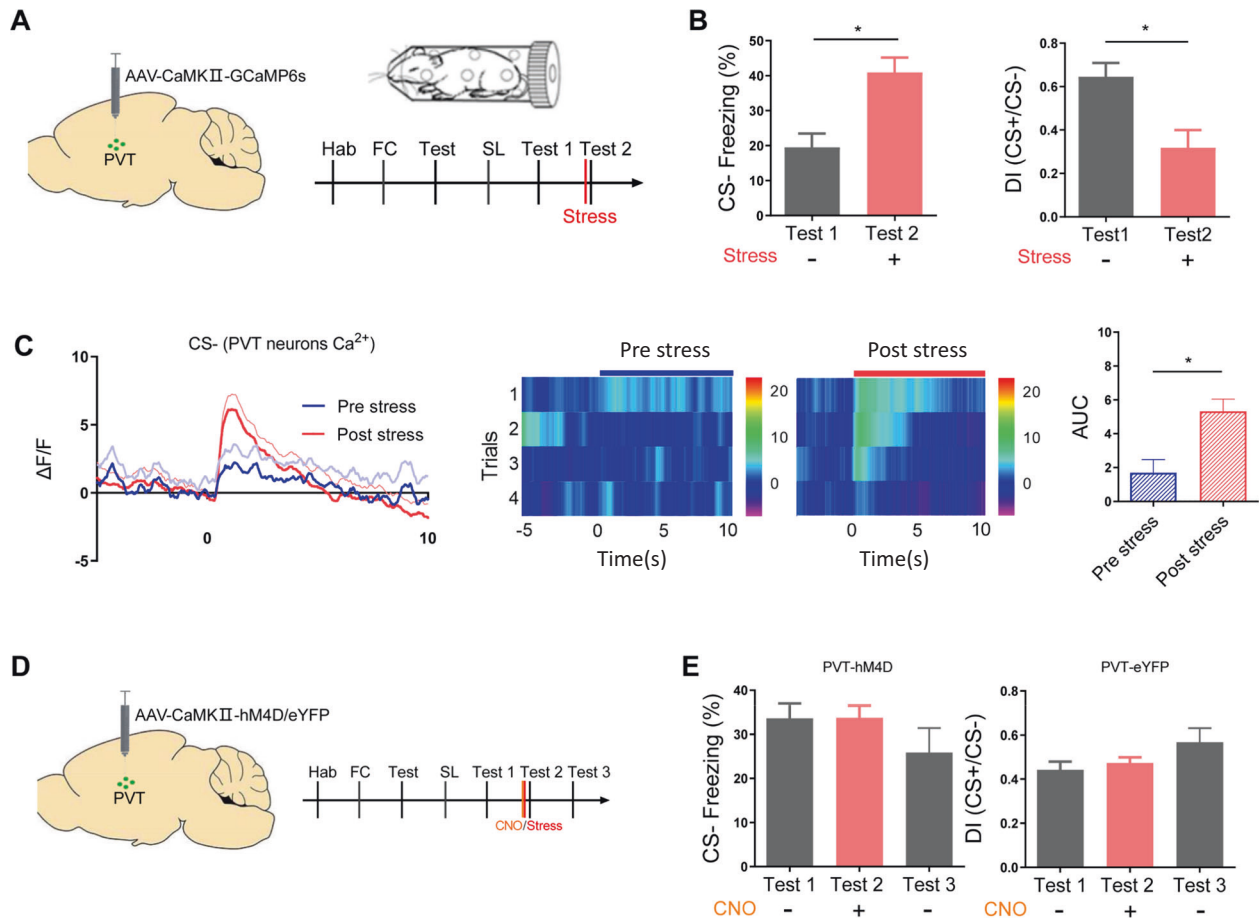 A
AAV-CaMKⅡ-GCaMP6s
PVT
Hab FC Test SL Test 1 Test 2
Stress
B
CS- Freezing (%)
50
40
30
20
10
0
*
Test 1 Test 2
Stress - +
DI (CS+/CS-)
0.8
0.6
0.4
0.2
0.0
*
Test1 Test2
Stress - +
C
CS- (PVT neurons Ca2+)
ΔF/F
10
5
0
-5
0 10
Pre stress
Post stress
Pre stress
Trials
1
2
3
4
-5 0 5 10
Time(s)
20
10
0
Post stress
0 5 10
Time(s)
20
10
0
AUC
10
8
6
4
2
0
*
Pre stress
Post stress
D
AAV-CaMKⅡ-hM4D/eYFP
PVT
Hab FC Test SL Test 1 Test 2 Test 3
CNO/Stress
E
PVT-hM4D
CS- Freezing (%)
40
30
33
20
10
0
Test 1 Test 2 Test 3
CNO - + -
PVT-eYFP
DI (CS+/CS-)
0.8
0.6
0.4
0.2
0.0
Test 1 Test 2 Test 3
CNO - + -